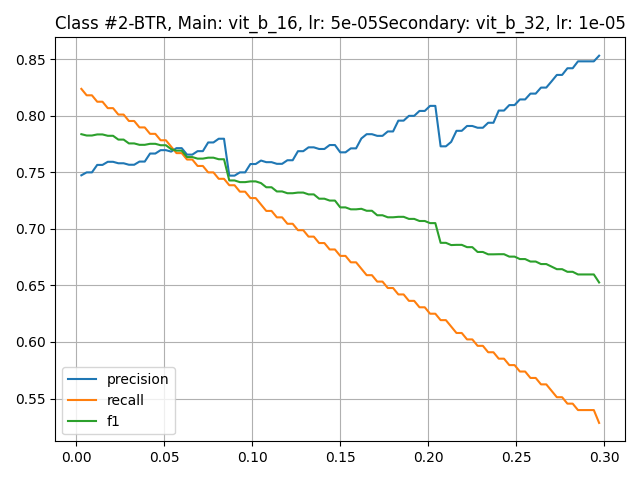 Class #2-BTR, Main: vit_b_16, lr: 5e-05Secondary: vit_b_32, lr: 1e-05
0.85
0.80
0.75
0.70
0.65
0.60
0.55
precision
recall
f1
0.00 0.05 0.10 0.15 0.20 0.25 0.30